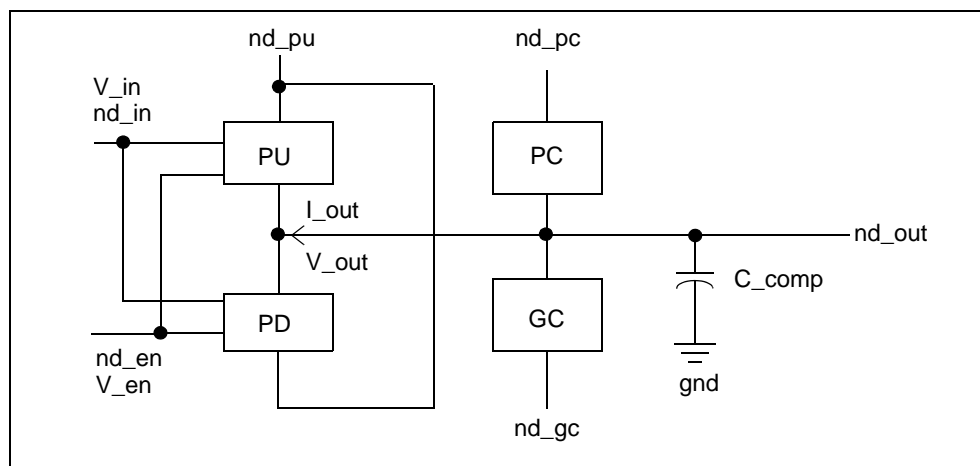 nd_pu
nd_pc
V_in
nd_in
PU
PC
I_out
V_out
nd_out
C_comp
PD
GC
nd_en
V_en
gnd
nd_gc